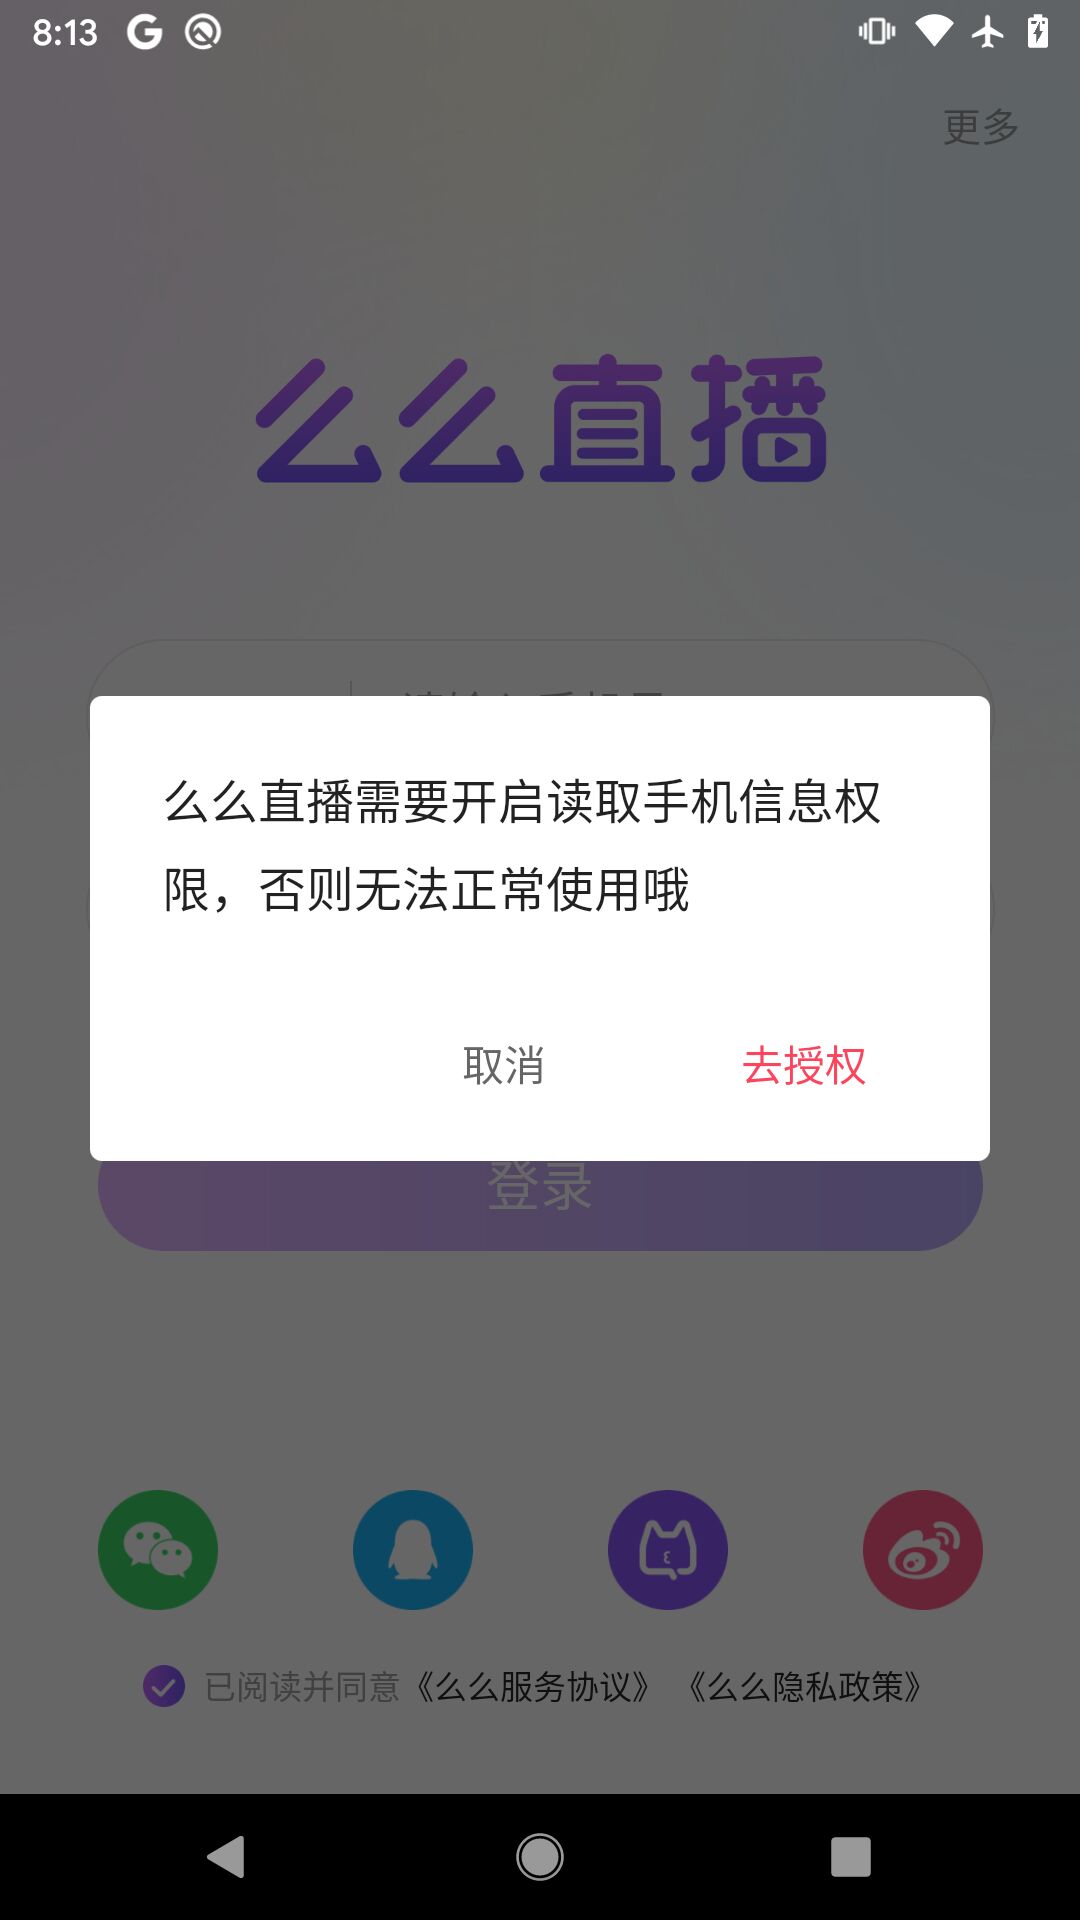 8:13
更多
么么直播
么么直播需要开启读取手机信息权
限，否则无法正常使用哦
取消
去授权
登录
已阅读并同意《么么服务协议》 《么么隐私政策》